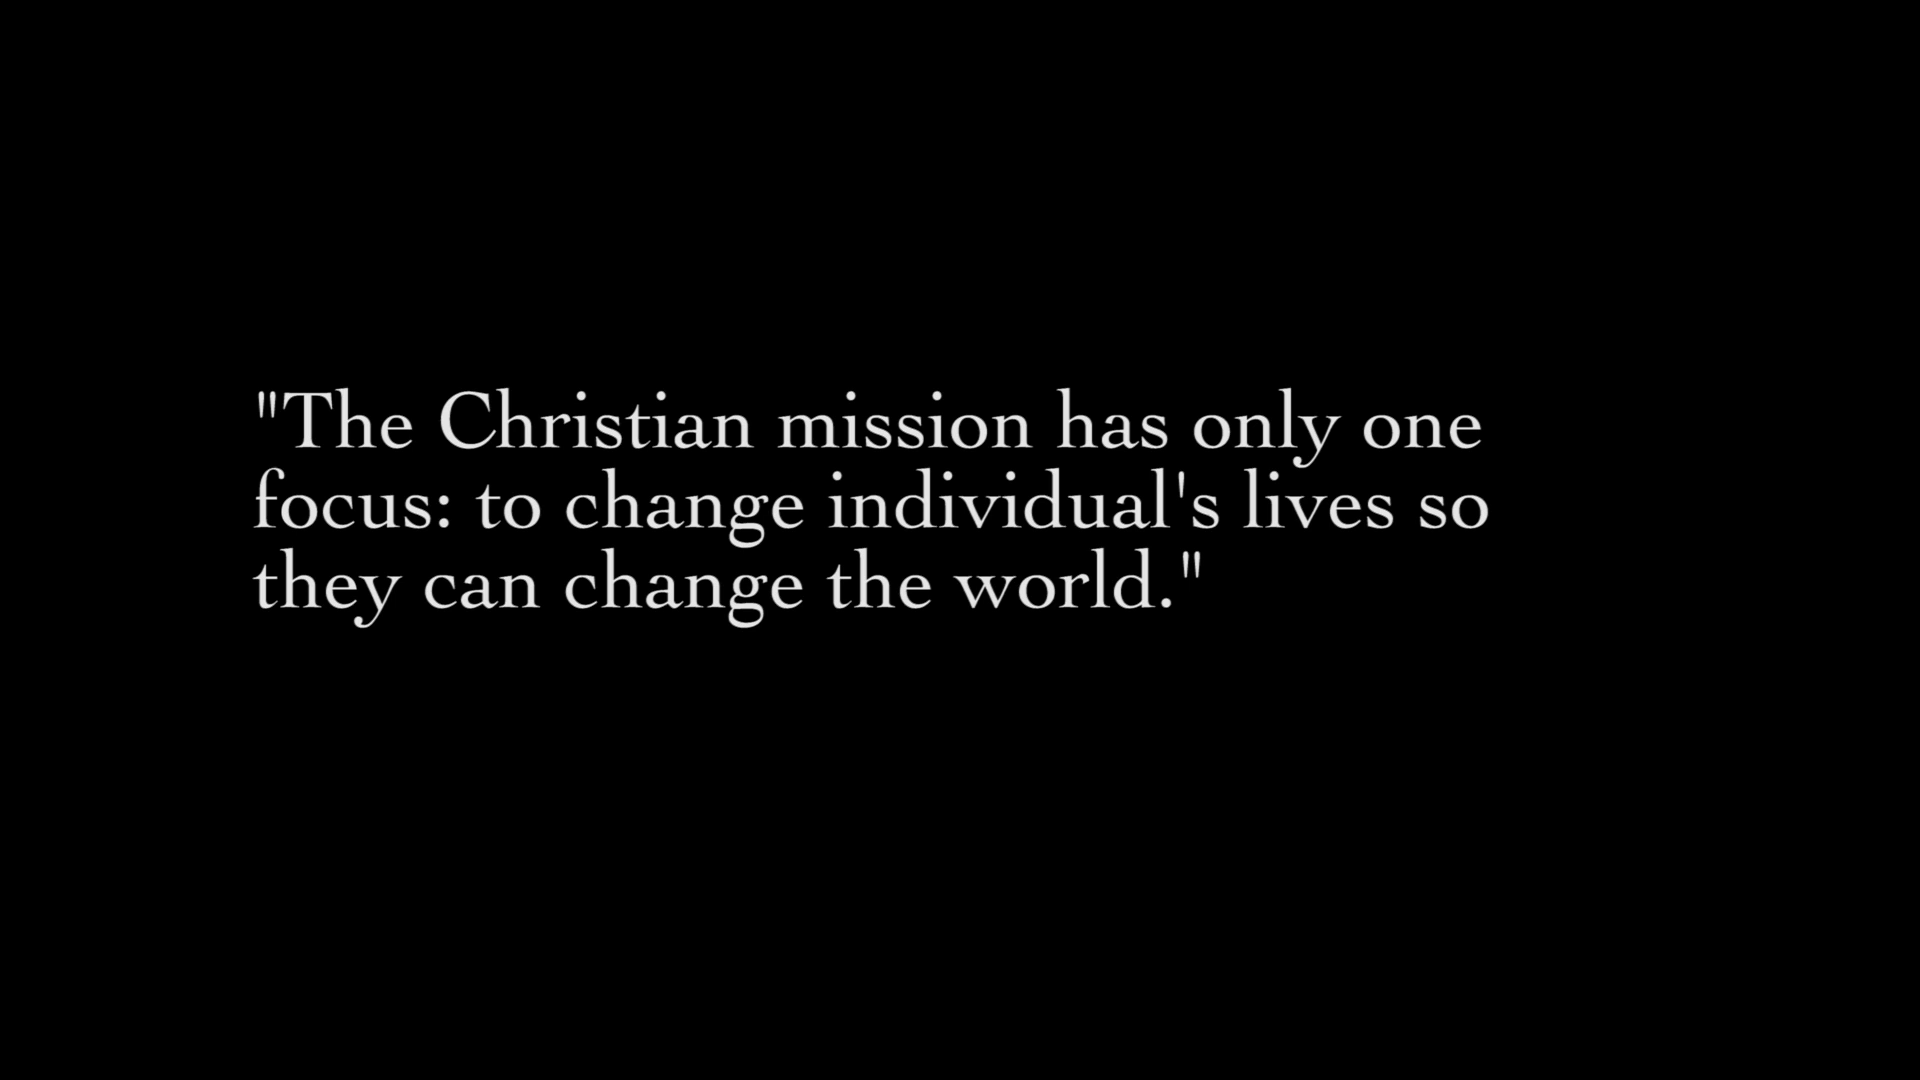 "The Christian mission has only one
focus: to change individual's lives so
they can change the world."